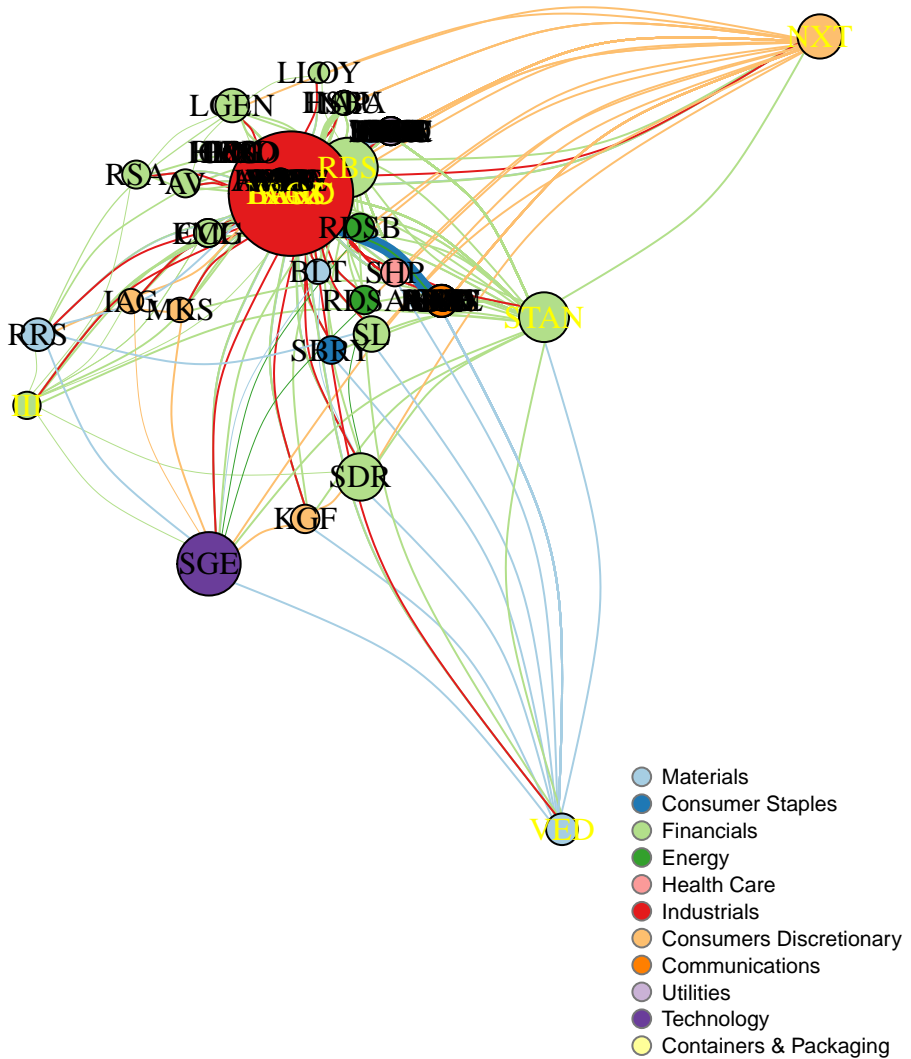 NXT
LLOY
LGEN
RBS
RSA
AV
RDSB
BLT
SHP
IAG
MKS
RDSA
STAN
RRS
SL
SBRY
III
SDR
KGF
SGE
VED
Materials
Consumer Staples
Financials
Energy
Health Care
Industrials
Consumers Discretionary
Communications
Utilities
Technology
Containers & Packaging